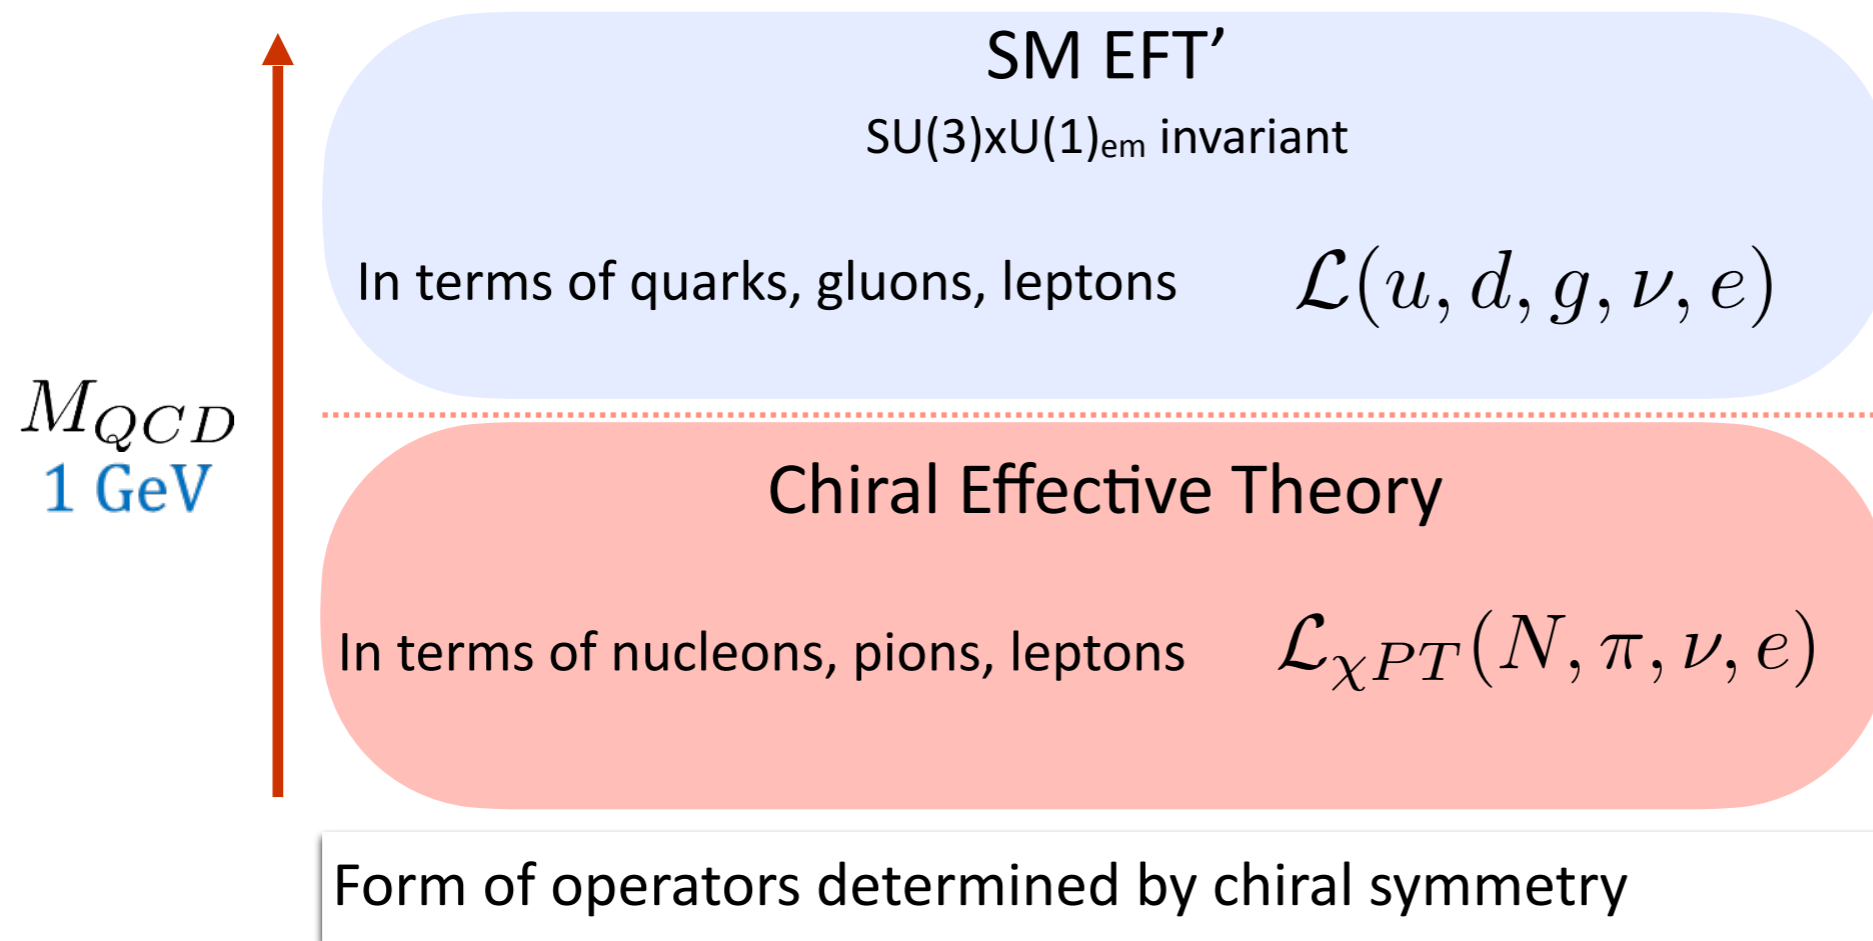 SM EFT’
SU(3)xU(1)em invariant
In terms of quarks, gluons, leptons ℒ(u, d, g, ν, e)
M_QCD
1 GeV
Chiral Effective Theory
In terms of nucleons, pions, leptons ℒ_χPT(N, π, ν, e)
Form of operators determined by chiral symmetry